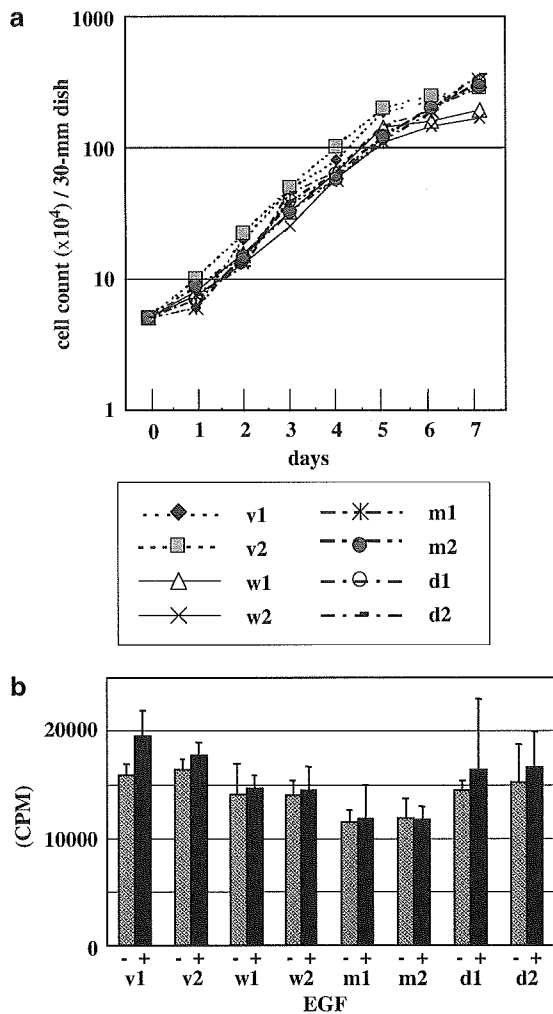 a
1000
100
10
1
cell count (x10⁴) / 30-mm dish
0 1 2 3 4 5 6 7
days
v1 m1
v2 m2
w1 d1
w2 d2
b
20000
10000
0
(CPM)
- + - + - + - + - + - + - + - +
v1 v2 w1 w2 m1 m2 d1 d2
EGF